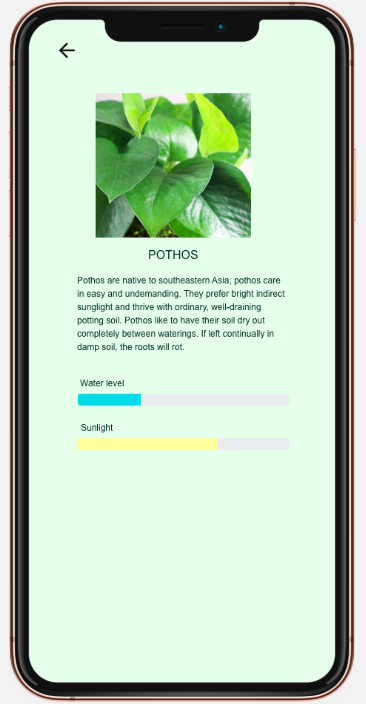 POTHOS
Pothos are native to southeastern Asia, pothos care
in easy and undemanding. They prefer bright indirect
sunlight and thrive with ordinary, well-draining
potting soil. Pothos like to have their soil dry out
completely between waterings. If left continually in
damp soil, the roots will rot.
Water level
Sunlight